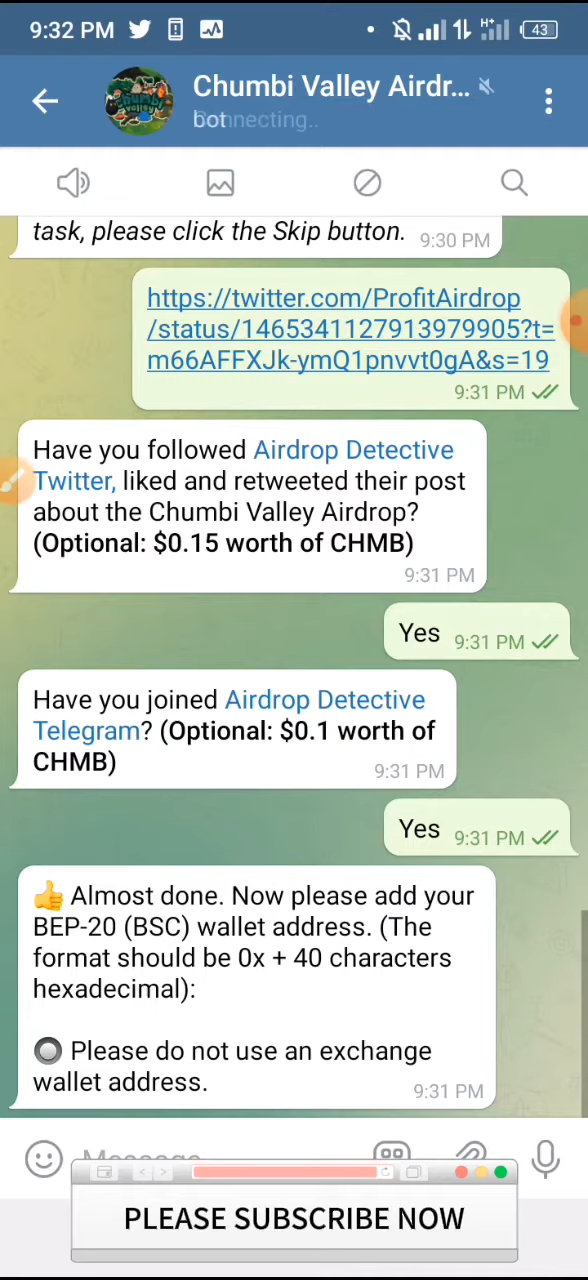 9:32 PM
H+
43
Chumbi Valley Airdr...
bot
task, please click the Skip button.
9:30 PM
https://twitter.com/ProfitAirdrop
/status/1465341127913979905?t=
m66AFFXJk-ymQ1pnvvt0gA&s=19
9:31 PM
Have you followed Airdrop Detective
Twitter, liked and retweeted their post
about the Chumbi Valley Airdrop?
(Optional: $0.15 worth of CHMB)
9:31 PM
Yes 9:31 PM
Have you joined Airdrop Detective
Telegram? (Optional: $0.1 worth of
CHMB)
9:31 PM
Yes 9:31 PM
👍 Almost done. Now please add your
BEP-20 (BSC) wallet address. (The
format should be 0x + 40 characters
hexadecimal):
🔘 Please do not use an exchange
wallet address.
9:31 PM
Message
PLEASE SUBSCRIBE NOW